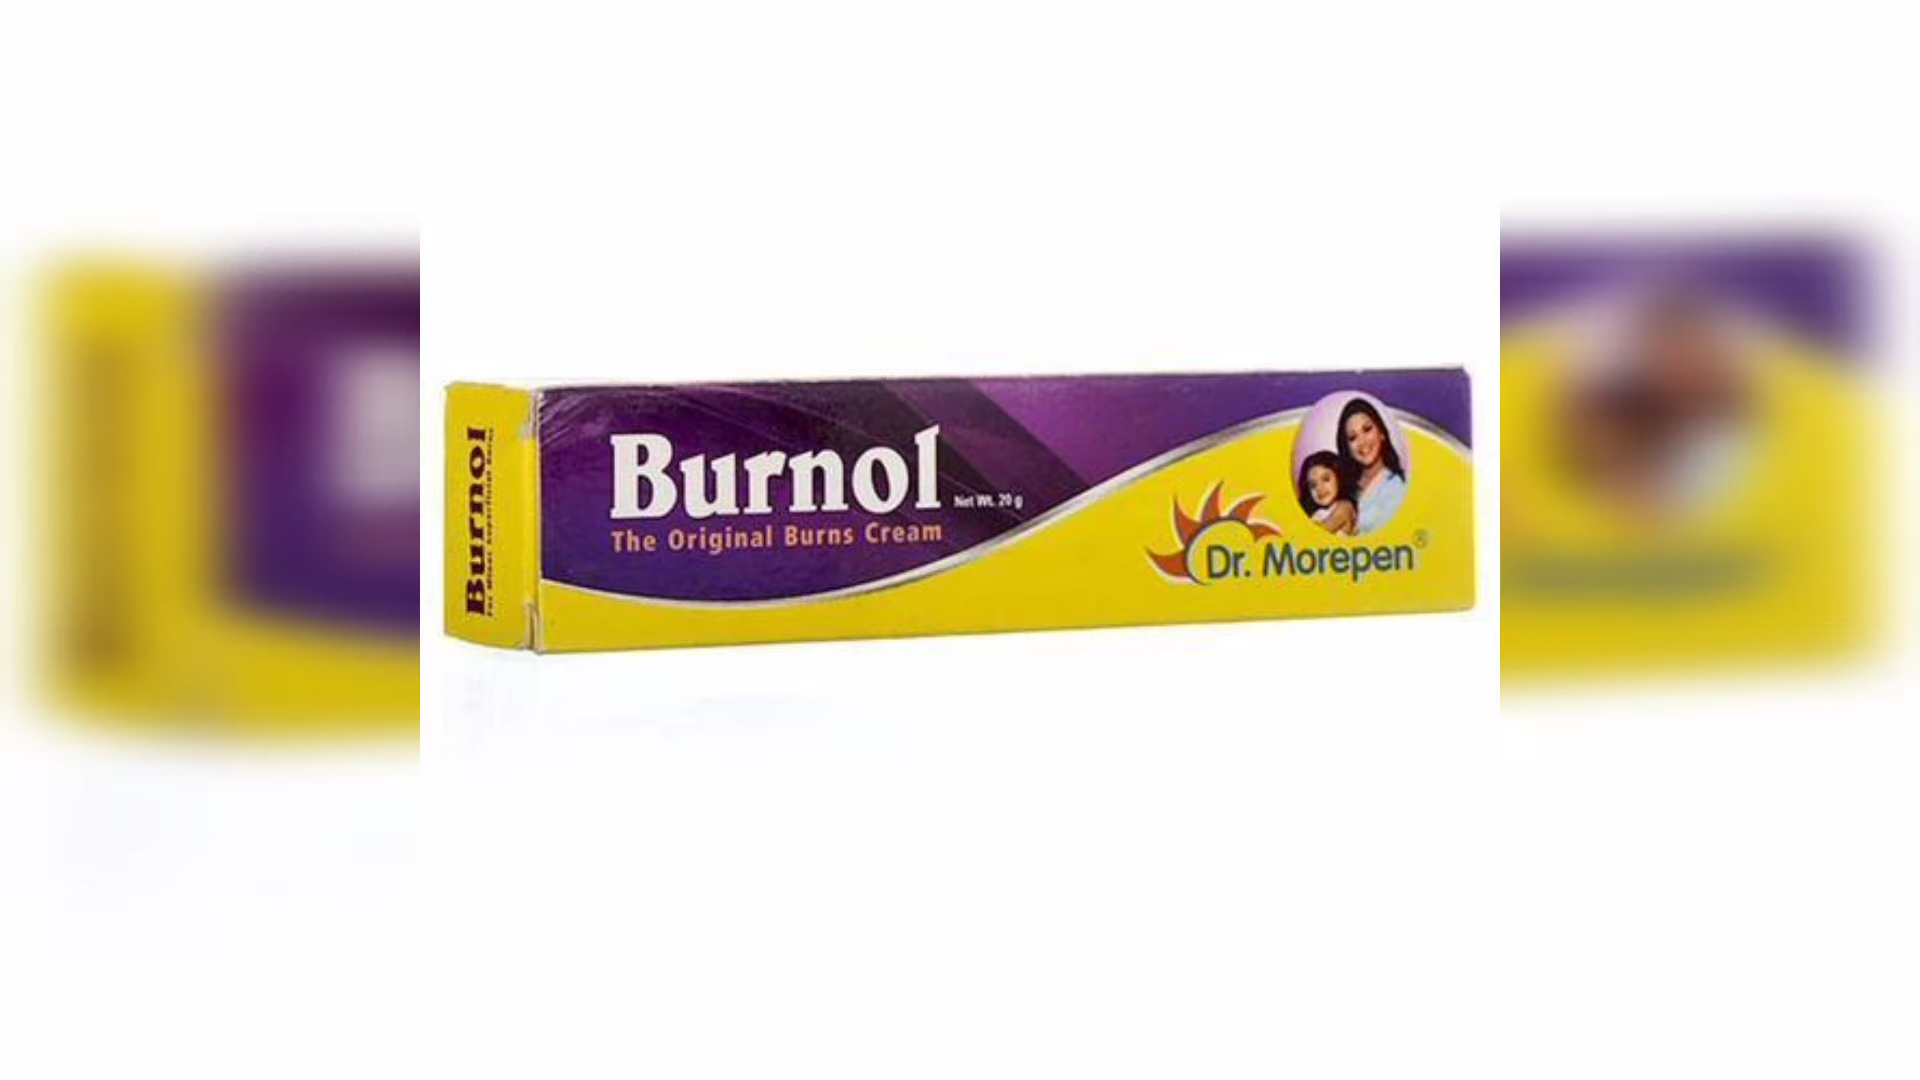 Burnol
Burnol
Net Wt. 20 g
The Original Burns Cream
Dr. Morepen®